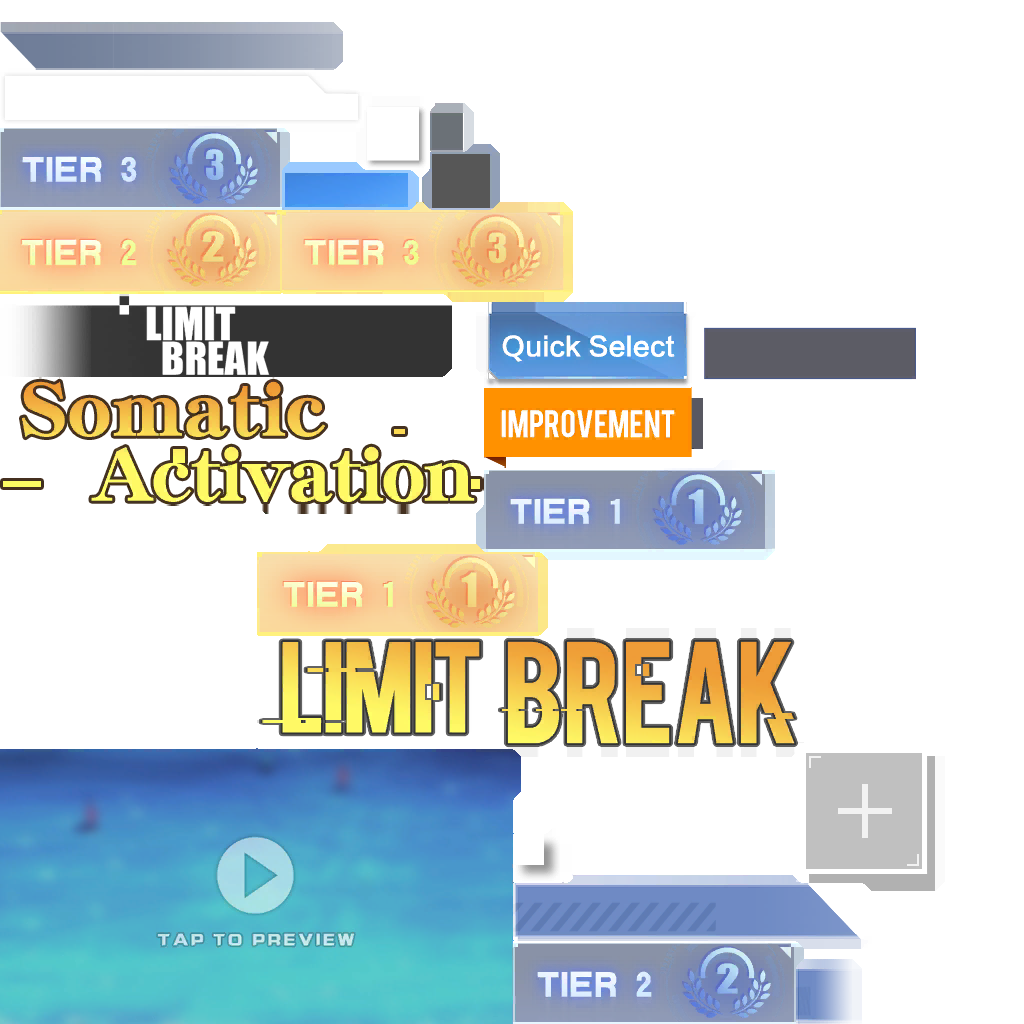 TIER 3
3
TIER 2
2
TIER 3
3
LIMIT
BREAK
Quick Select
Somatic
Activation
IMPROVEMENT
TIER 1
1
TIER 1
1
LIMIT BREAK
TAP TO PREVIEW
TIER 2
2